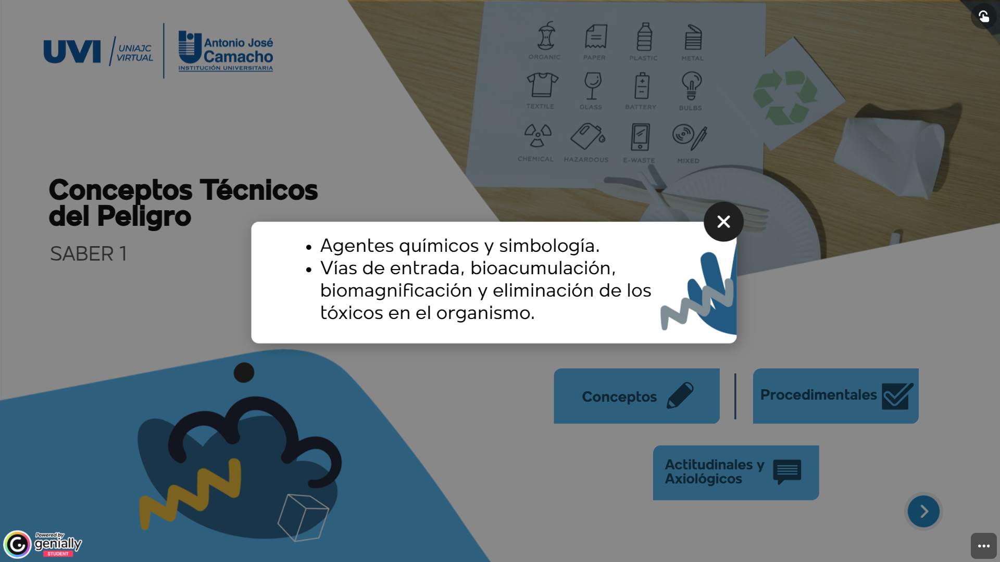 UVI
UNIAJC
VIRTUAL
Antonio José
Camacho
INSTITUCIÓN UNIVERSITARIA
ORGANIC PAPER PLASTIC METAL
TEXTILE GLASS BATTERY BULBS
CHEMICAL HAZARDOUS E-WASTE MIXED
Conceptos Técnicos
del Peligro
SABER 1
• Agentes químicos y simbología.
• Vías de entrada, bioacumulación,
biomagnificación y eliminación de los
tóxicos en el organismo.
Conceptos
Procedimentales
Actitudinales y
Axiológicos
Powered by
genially
STUDENT